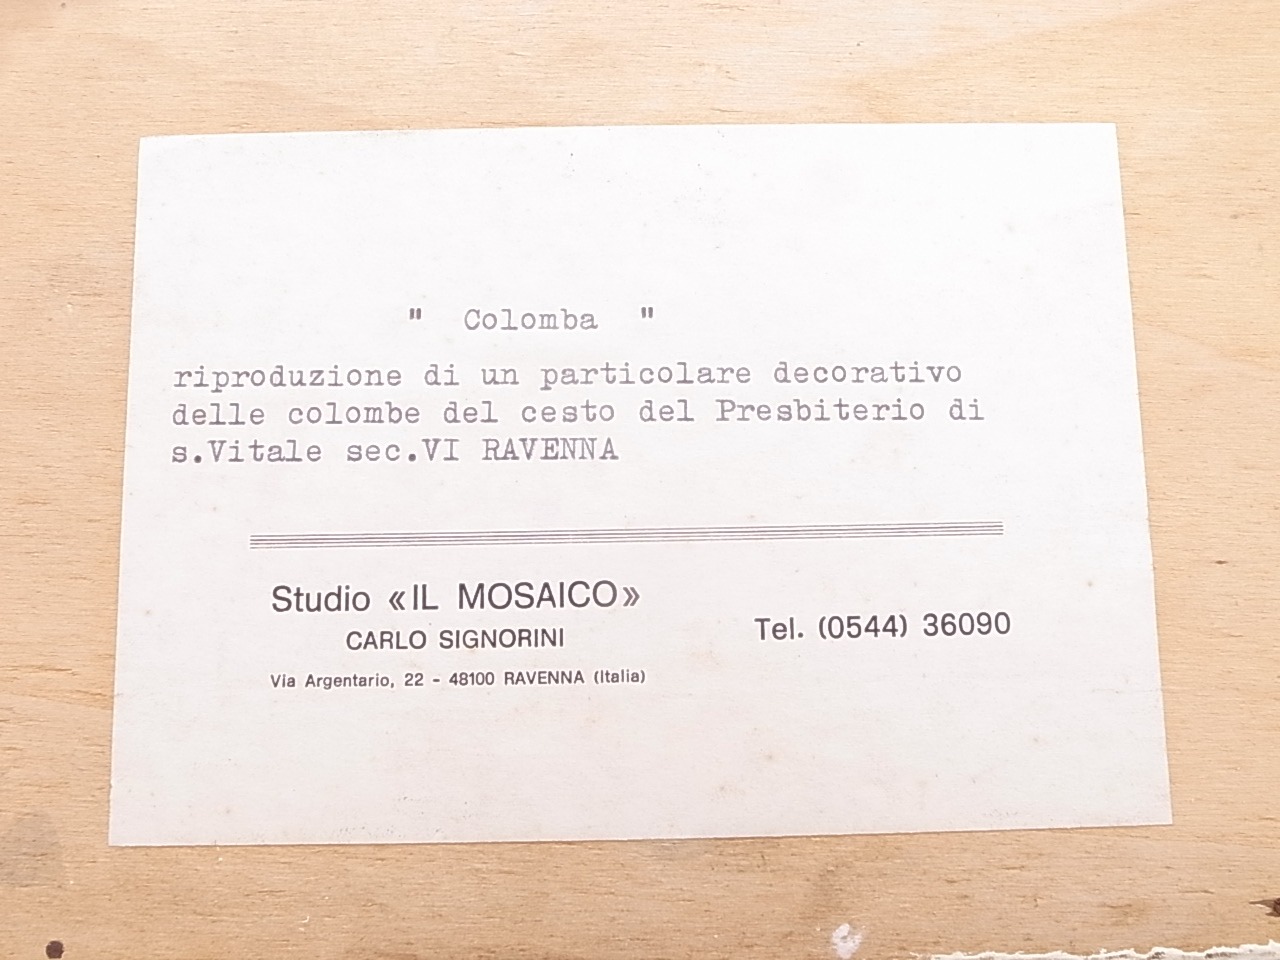 " Colomba "
riproduzione di un particolare decorativo
delle colombe del cesto del Presbiterio di
s.Vitale sec.VI RAVENNA
Studio «IL MOSAICO»
CARLO SIGNORINI
Via Argentario, 22 - 48100 RAVENNA (Italia)
Tel. (0544) 36090